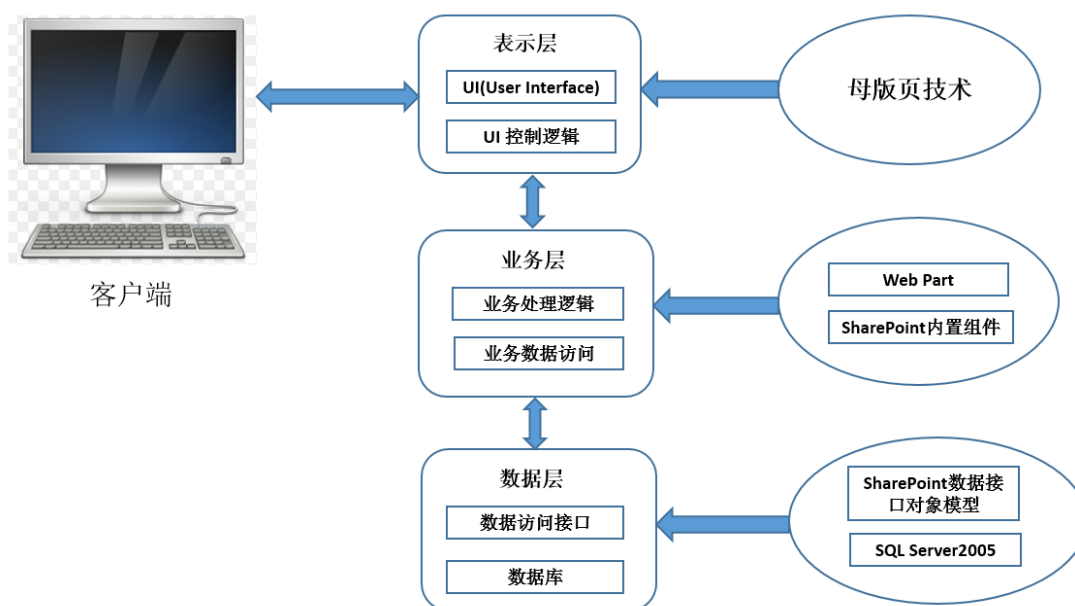 表示层
UI(User Interface)
UI 控制逻辑
母版页技术
客户端
业务层
业务处理逻辑
业务数据访问
Web Part
SharePoint内置组件
数据层
数据访问接口
数据库
SharePoint数据接
口对象模型
SQL Server2005